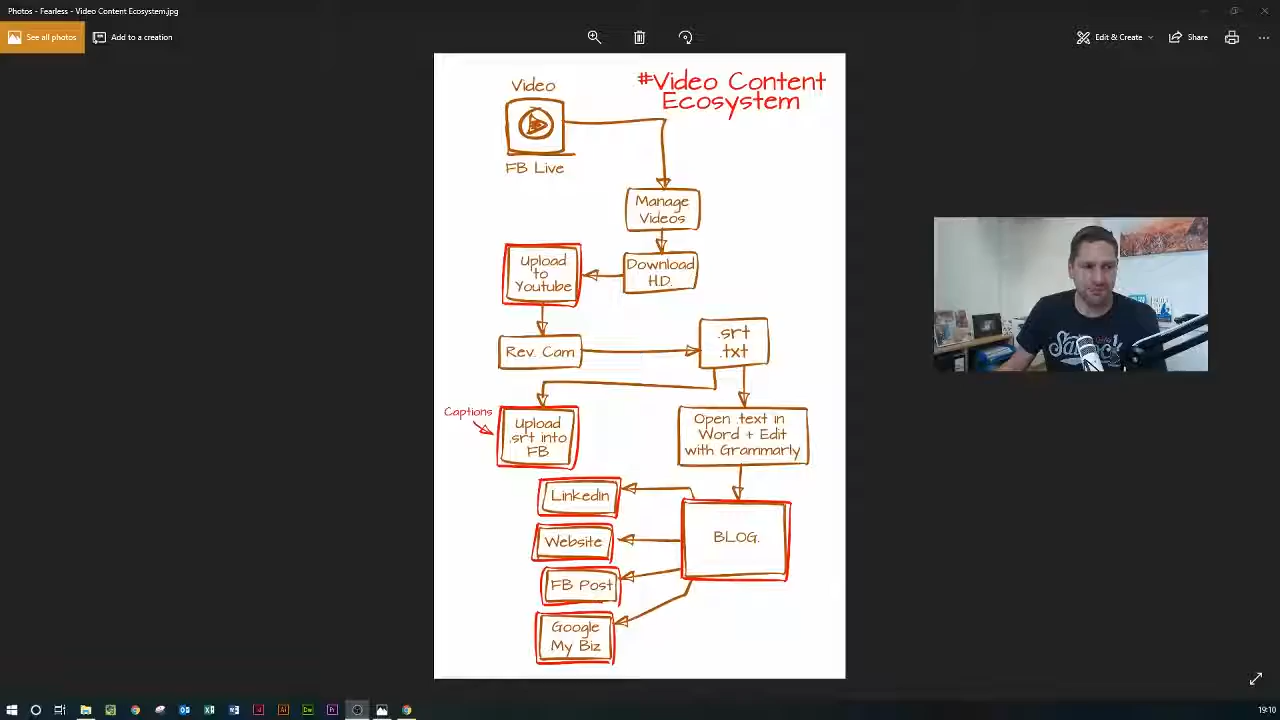 Photos - Fearless - Video Content Ecosystem.jpg
See all photos
Add to a creation
Edit & Create
Share
#Video Content
Ecosystem
Video
FB Live
Manage
Videos
Download
H.D.
Upload
to
Youtube
Rev. Cam
.srt
.txt
Captions
Upload
.srt into
FB
Open .text in
Word + Edit
with Grammarly
BLOG.
Linkedin
Website
FB Post
Google
My Biz
19:10